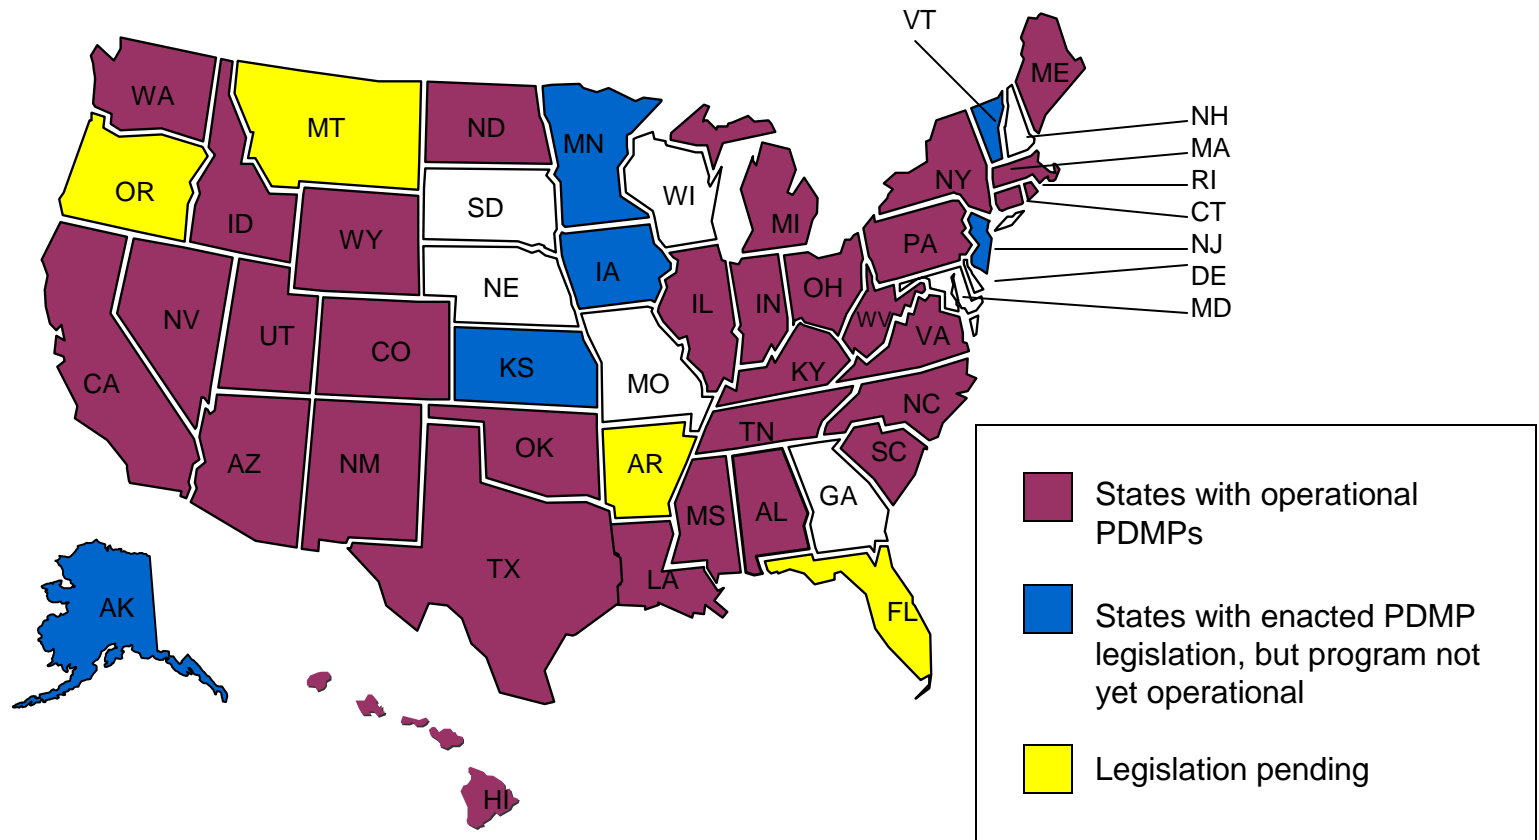 VT
ME
WA
MT
ND
MN
NH
MA
OR
ID
SD
WI
NY
RI
CT
WY
MI
PA
NJ
IA
DE
NE
IL
IN
OH
MD
NV
UT
CO
KS
WV
VA
CA
MO
KY
NC
AZ
NM
OK
AR
TN
SC
GA
MS
AL
TX
LA
FL
AK
HI
States with operational
PDMPs
States with enacted PDMP
legislation, but program not
yet operational
Legislation pending